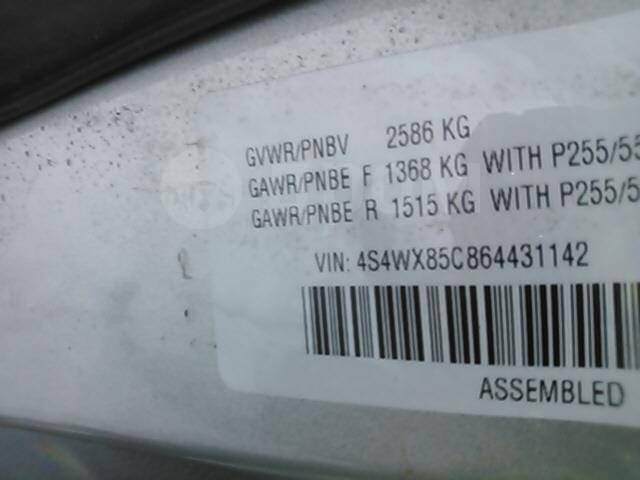 GVWR/PNBV 2586 KG
GAWR/PNBE F 1368 KG WITH P255/55
GAWR/PNBE R 1515 KG WITH P255/5
VIN: 4S4WX85C864431142
ASSEMBLED